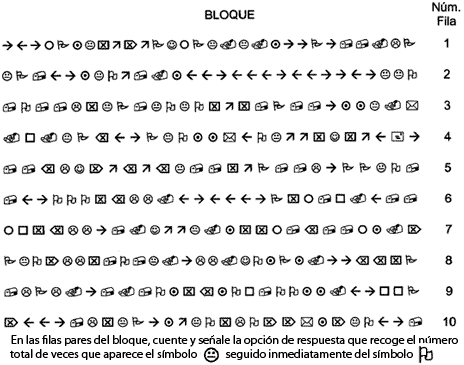 BLOQUE
Núm.
Fila
1
2
3
4
5
6
7
8
9
10
En las filas pares del bloque, cuente y señale la opción de respuesta que recoge el número
total de veces que aparece el símbolo seguido inmediatamente del símbolo